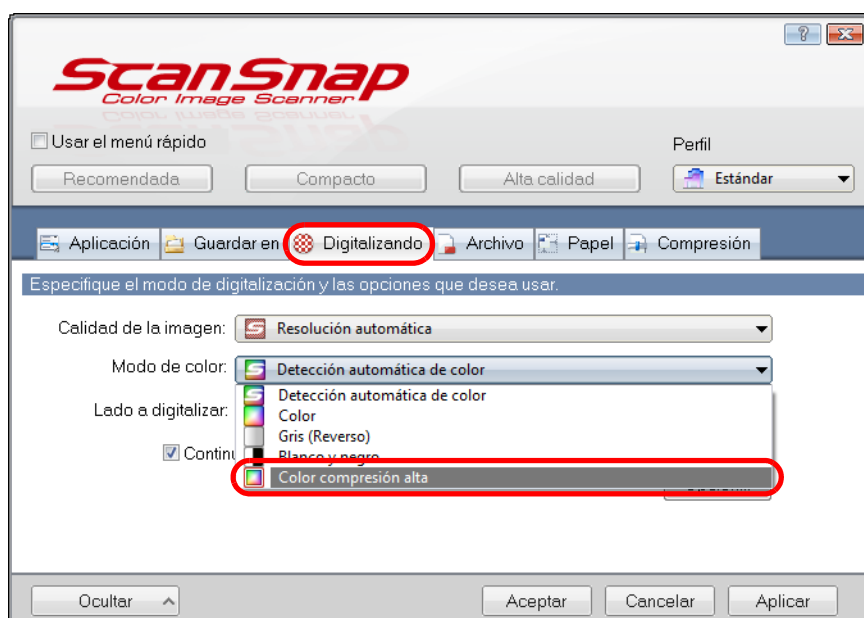 ScanSnap
Color Image Scanner
Usar el menú rápido
Perfil
Recomendada
Compacto
Alta calidad
Estándar
Aplicación
Guardar en
Digitalizando
Archivo
Papel
Compresión
Especifique el modo de digitalización y las opciones que desea usar.
Calidad de la imagen:
Resolución automática
Modo de color:
Detección automática de color
Detección automática de color
Lado a digitalizar:
Color
Gris (Reverso)
Blanco y negro
Color compresión alta
Ocultar
Aceptar
Cancelar
Aplicar